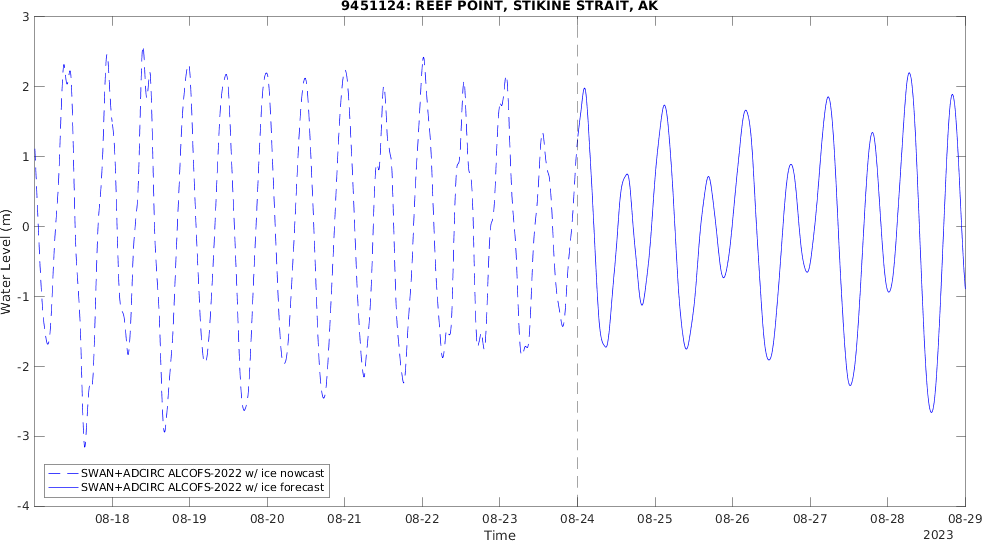 9451124: REEF POINT, STIKINE STRAIT, AK
3
2
1
0
-1
-2
-3
-4
Water Level (m)
SWAN+ADCIRC ALCOFS-2022 w/ ice nowcast
SWAN+ADCIRC ALCOFS-2022 w/ ice forecast
08-18 08-19 08-20 08-21 08-22 08-23 08-24 08-25 08-26 08-27 08-28 08-29
Time
2023